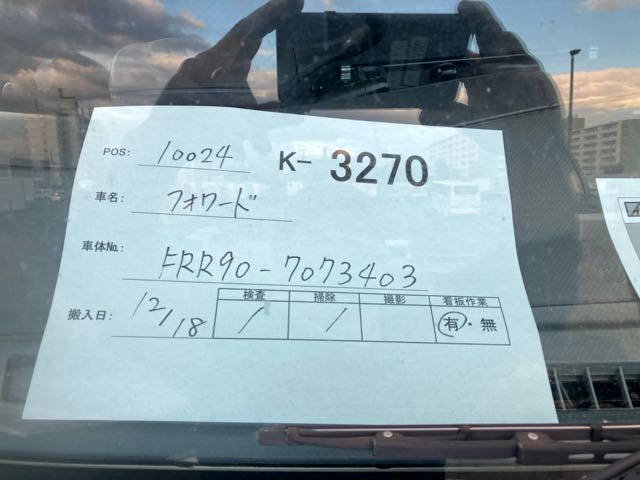 POS: 10024 K- 3270
車名: フォワード
車体No.: FRR90-7073403
搬入日: 12/18
検査 掃除 撮影 看板作業
/ / 有・無